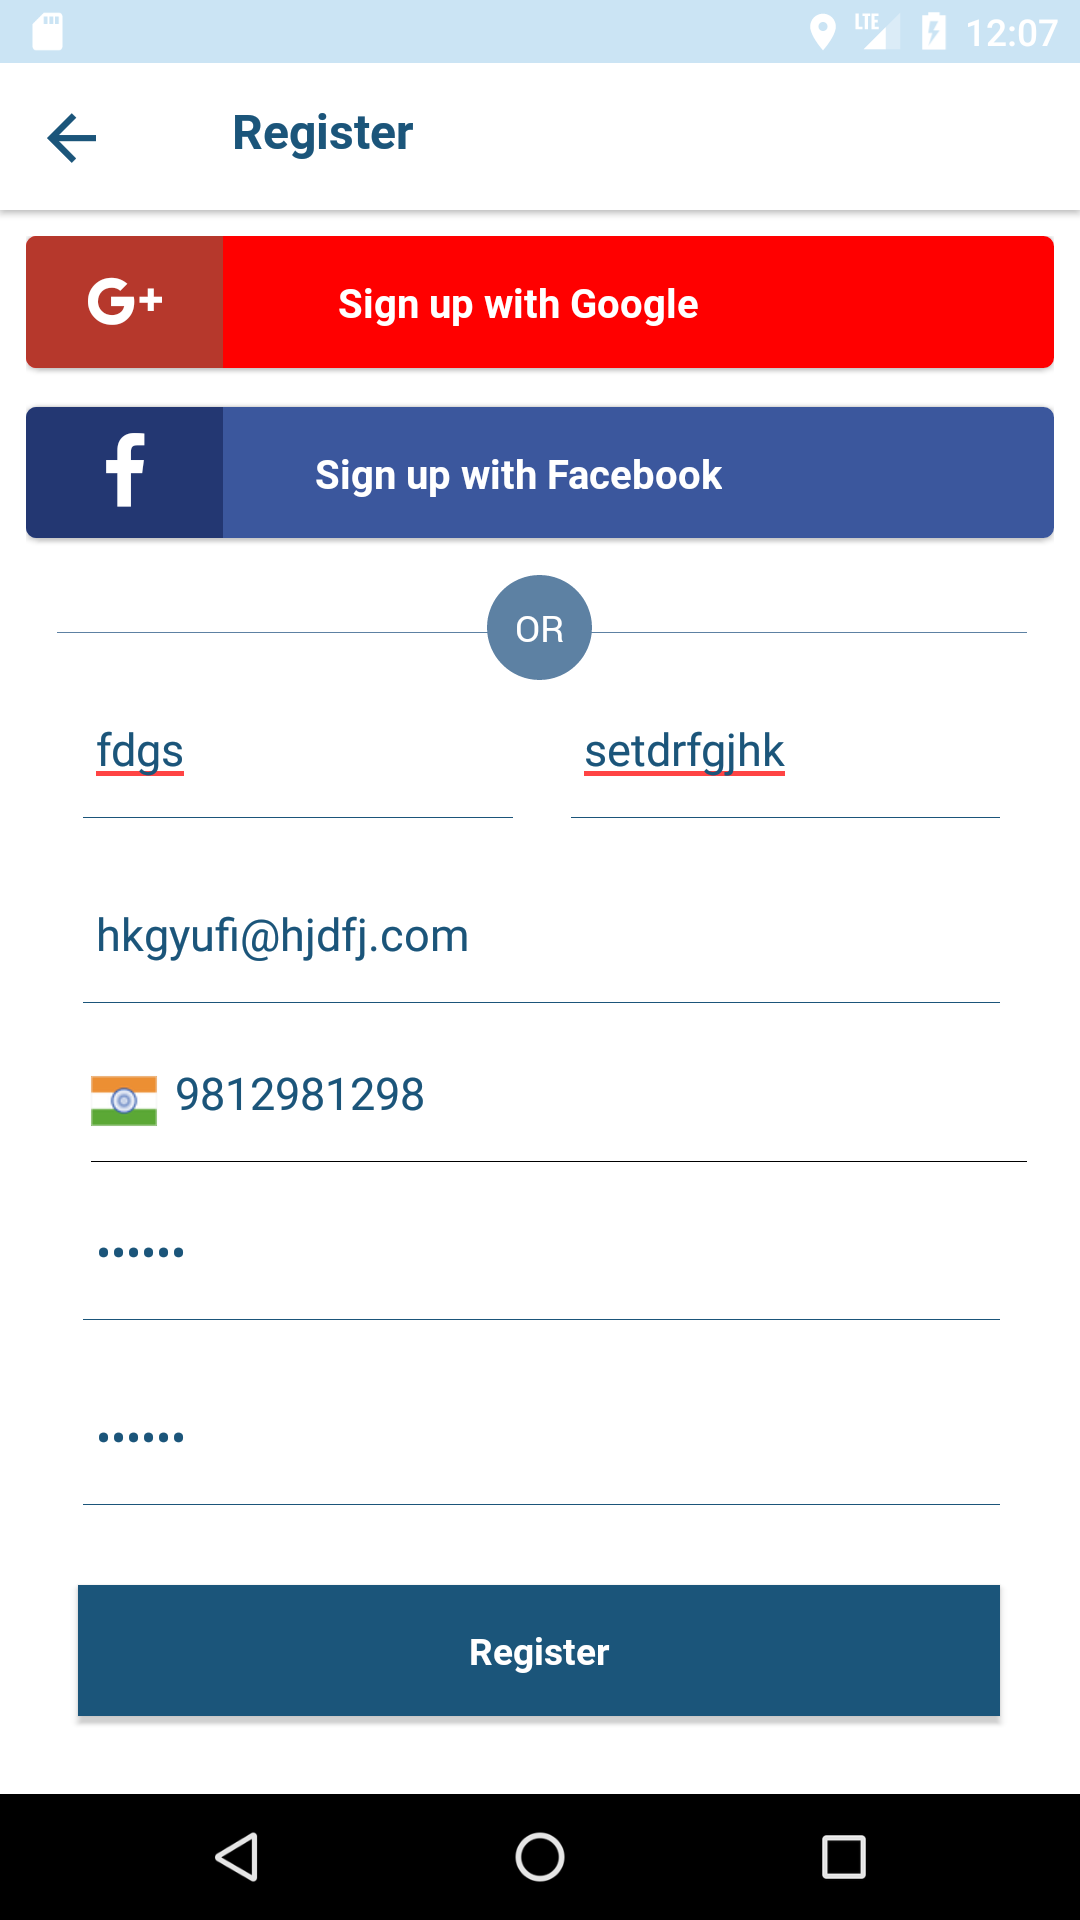 LTE 12:07
Register
G+ Sign up with Google
f Sign up with Facebook
OR
fdgs setdrfgjhk
hkgyufi@hjdfj.com
9812981298
••••••
••••••
Register